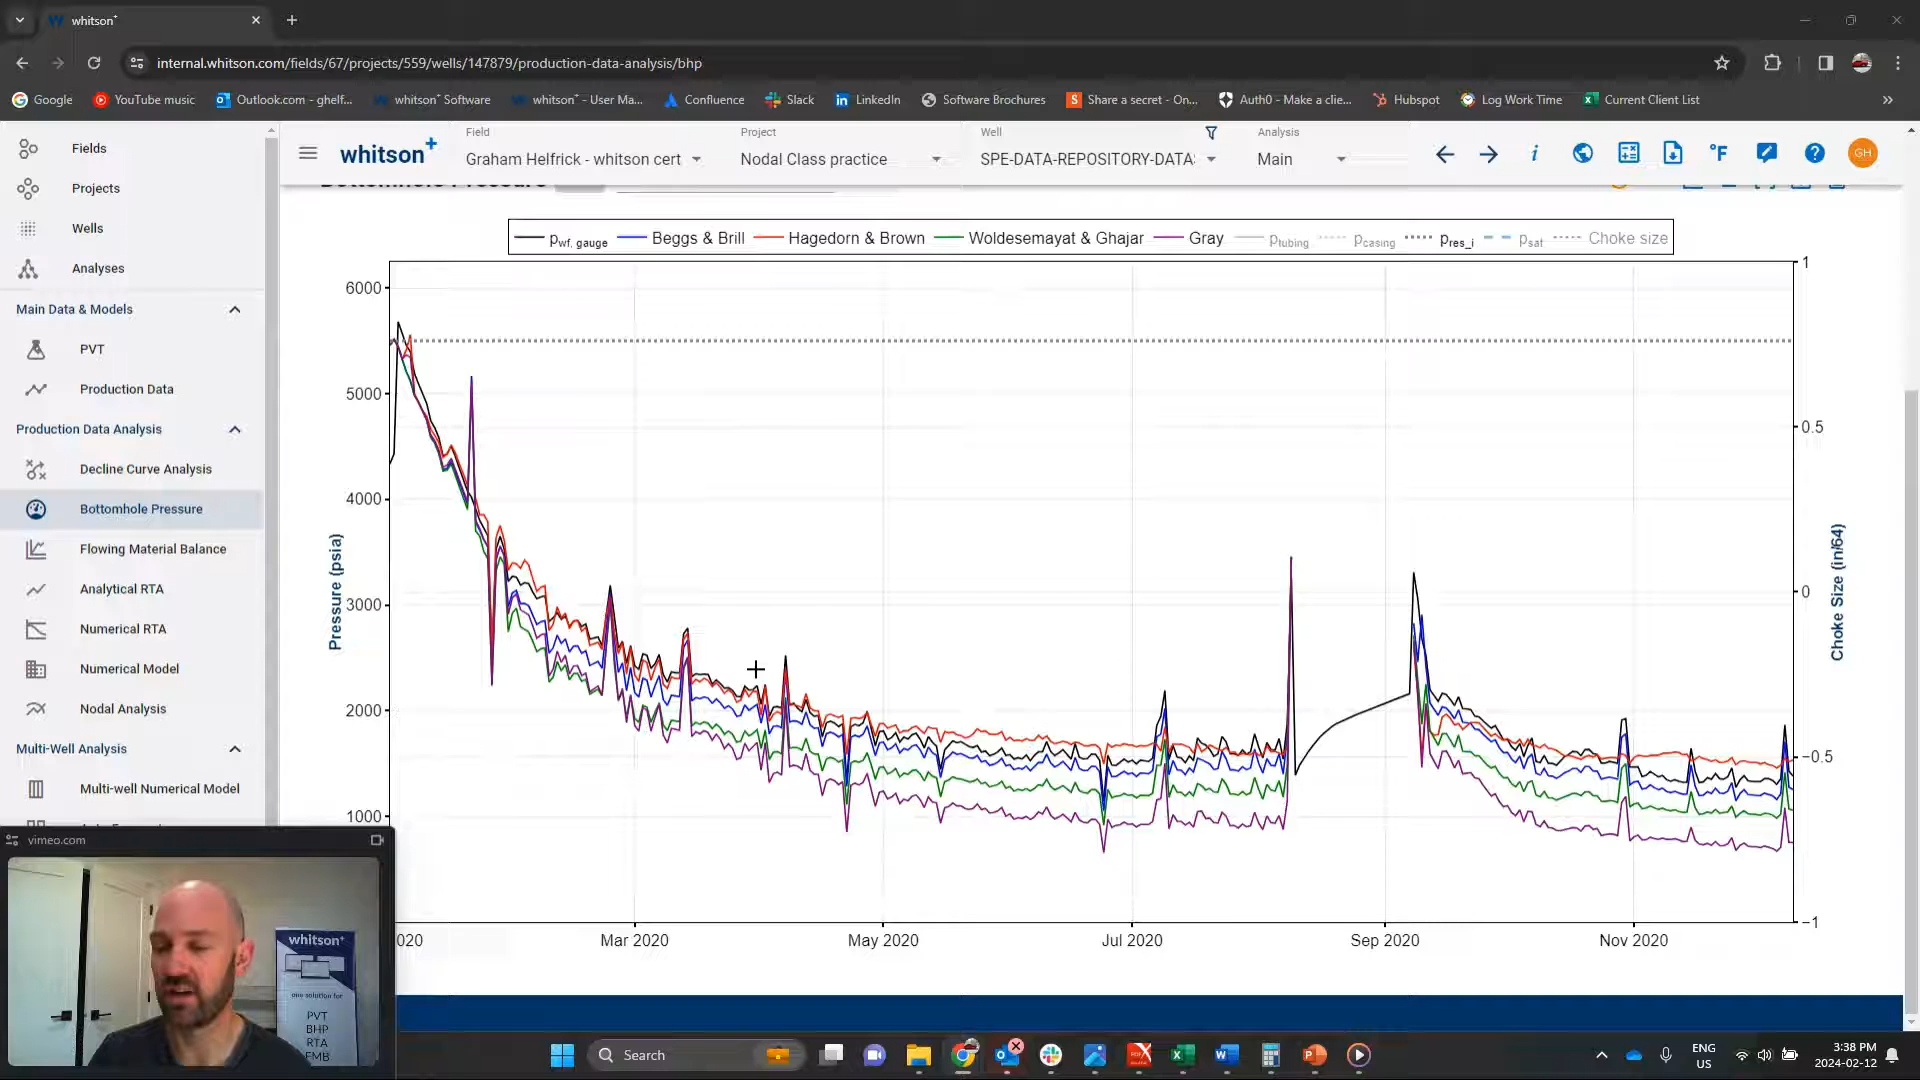 whitson+
internal.whitson.com/fields/67/projects/559/wells/147879/production-data-analysis/bhp
Google
YouTube music
Outlook.com - ghelf...
whitson+ Software
whitson+ - User Ma...
Confluence
Slack
LinkedIn
Software Brochures
Share a secret - On...
Auth0 - Make a clie...
Hubspot
Log Work Time
Current Client List
Fields
Projects
Wells
Analyses
Main Data & Models
PVT
Production Data
Production Data Analysis
Decline Curve Analysis
Bottomhole Pressure
Flowing Material Balance
Analytical RTA
Numerical RTA
Numerical Model
Nodal Analysis
Multi-Well Analysis
Multi-well Numerical Model
whitson+
Field
Graham Helfrick - whitson cert
Project
Nodal Class practice
Well
SPE-DATA-REPOSITORY-DATA
Analysis
Main
i
°F
GH
Bottomhole Pressure
pwf, gauge
Beggs & Brill
Hagedorn & Brown
Woldesemayat & Ghajar
Gray
ptubing
pcasing
pres_i
psat
Choke size
6000
5000
4000
3000
2000
1000
Pressure (psia)
1
0.5
0
−0.5
−1
Choke Size (in/64)
020
Mar 2020
May 2020
Jul 2020
Sep 2020
Nov 2020
vimeo.com
whitson+
one solution for
PVT
BHP
RTA
FMB
Search
ENG
US
3:38 PM
2024-02-12